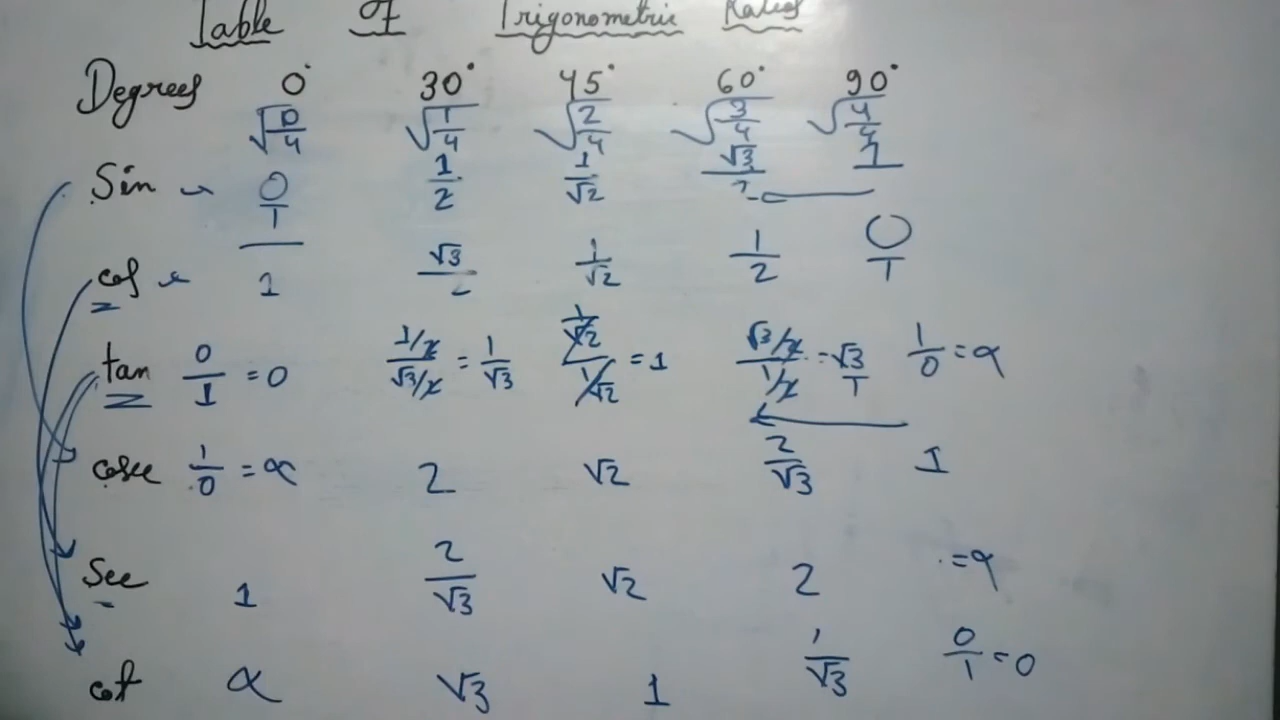 Table Of Trigonometric Ratios
Degrees 0° 30° 45° 60° 90°
√0/4 √1/4 √2/4 √3/4 √4/4
Sin 0/1 1/2 1/√2 √3/2 1
cos 1 √3/2 1/√2 1/2 0/1
tan 0/1 = 0 1/2/√3/2 = 1/√3 1/√2/1/√2 = 1 √3/2/1/2 = √3/1 1/0 = α
cosec 1/0 = α 2 √2 2/√3 1
Sec 1 2/√3 √2 2 = α
cot α √3 1 1/√3 0/1 = 0